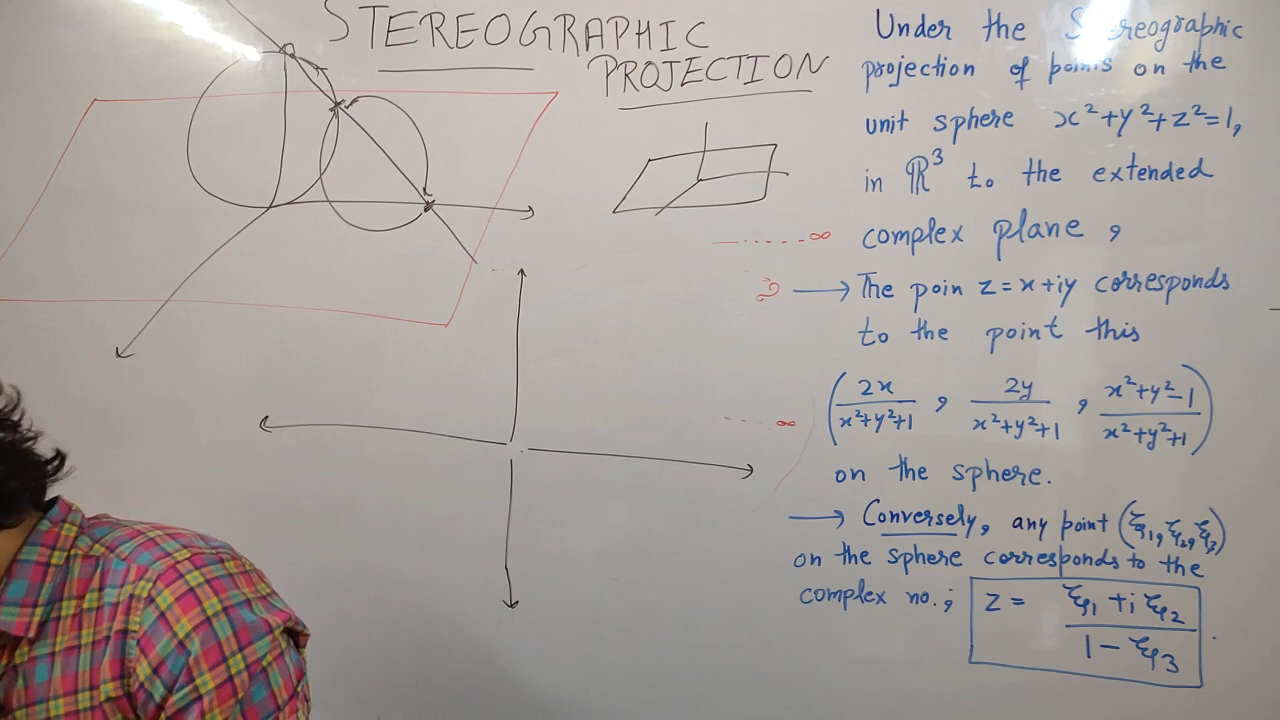 STEREOGRAPHIC
PROJECTION
Under the Stereographic
projection of points on the
unit sphere x²+y²+z²=1,
in ℝ³ to the extended
complex plane,
→ The poin z=x+iy corresponds
to the point this
(2x/(x²+y²+1), 2y/(x²+y²+1), (x²+y²-1)/(x²+y²+1))
on the sphere.
→ Conversely, any point (ξ₁, ξ₂, ξ₃)
on the sphere corresponds to the
complex no.; z = (ξ₁+iξ₂)/(1-ξ₃)
------∞
-----∞